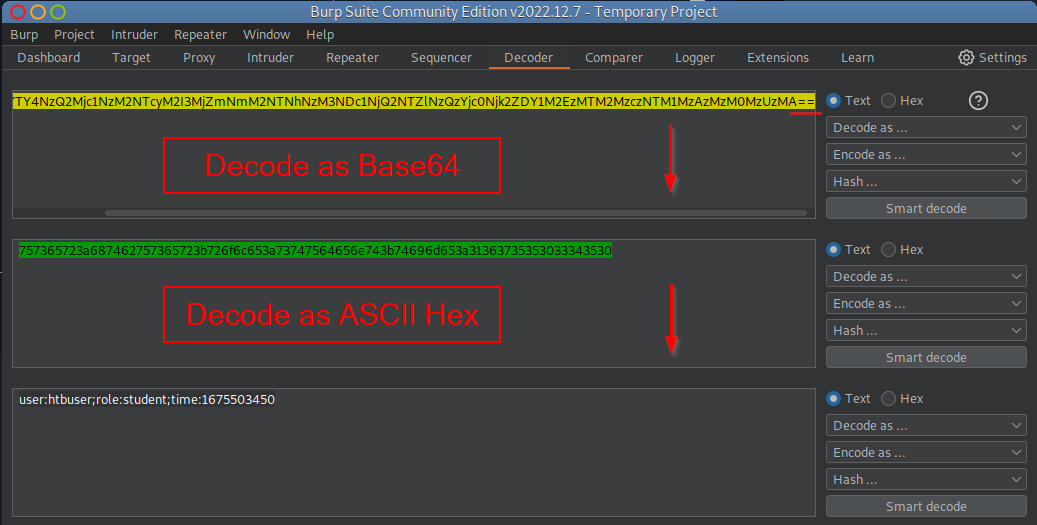 Burp Suite Community Edition v2022.12.7 - Temporary Project
Burp Project Intruder Repeater Window Help
Dashboard Target Proxy Intruder Repeater Sequencer Decoder Comparer Logger Extensions Learn Settings
TY4NzQ2Mjc1NzM2NTcyM2I3MjZmNmM2NTNhNzM3NDc1NjQ2NTZlNzQzYjc0Njk2ZDY1M2EzMTM2MzczNTM1MzAzMzM0MzUzMA==
Text Hex ?
Decode as ...
Encode as ...
Hash ...
Smart decode
Decode as Base64
757365723a687462757365723b726f6c653a73747564656e743b74696d653a31363735353033343530
Text Hex
Decode as ...
Encode as ...
Hash ...
Smart decode
Decode as ASCII Hex
user:htbuser;role:student;time:1675503450
Text Hex
Decode as ...
Encode as ...
Hash ...
Smart decode